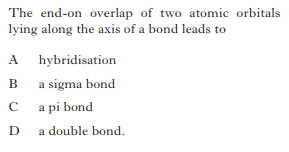 The end-on overlap of two atomic orbitals
lying along the axis of a bond leads to
A hybridisation
B a sigma bond
C a pi bond
D a double bond.